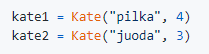 kate1 = Kate("pilka", 4)
kate2 = Kate("juoda", 3)